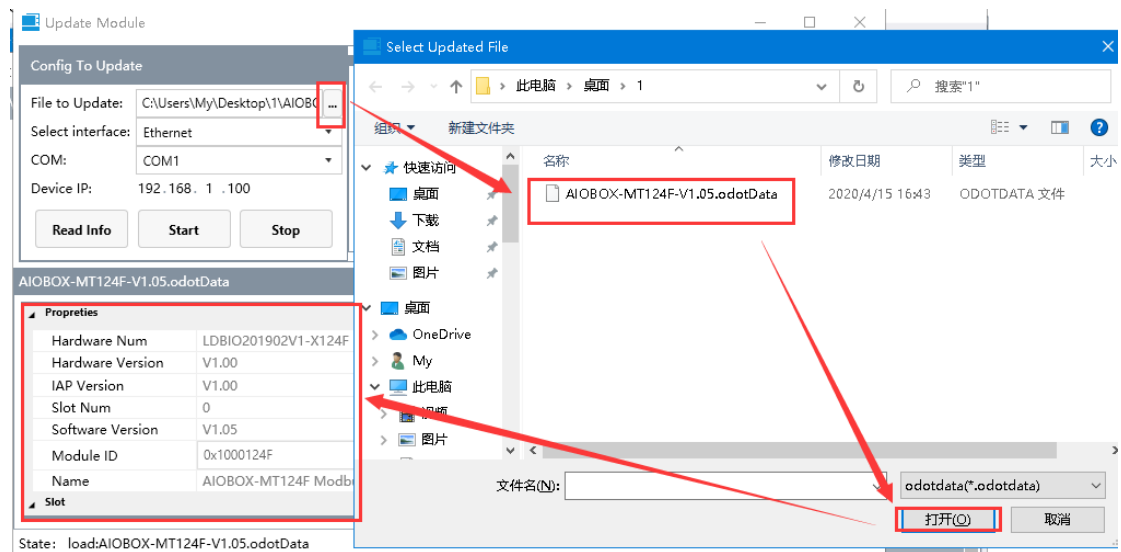 Update Module
Config To Update
File to Update: C:\Users\My\Desktop\1\AIOBO ...
Select interface: Ethernet
COM: COM1
Device IP: 192.168. 1 .100
Read Info Start Stop
AIOBOX-MT124F-V1.05.odotData
Propreties
Hardware Num LDBIO201902V1-X124F
Hardware Version V1.00
IAP Version V1.00
Slot Num 0
Software Version V1.05
Module ID 0x1000124F
Name AIOBOX-MT124F Modb
Slot
State: load:AIOBOX-MT124F-V1.05.odotData
Select Updated File
此电脑 › 桌面 › 1
搜索"1"
组织 新建文件夹
名称 修改日期 类型 大小
AIOBOX-MT124F-V1.05.odotData 2020/4/15 16:43 ODOTDATA 文件
快速访问
桌面
下载
文档
图片
桌面
OneDrive
My
此电脑
视频
图片
文件名(N): odotdata(*.odotdata)
打开(O) 取消